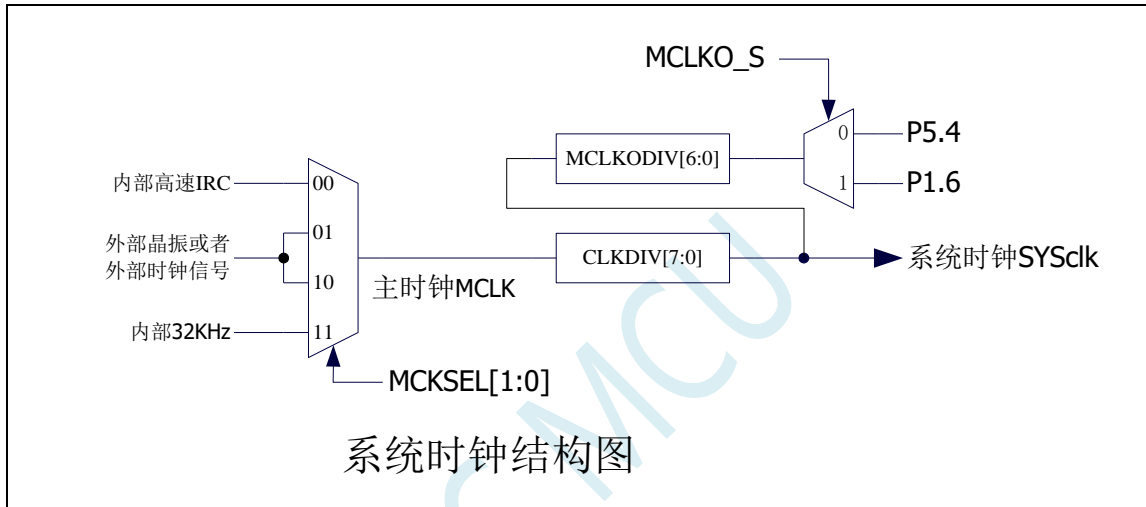 MCLKO_S
0
P5.4
MCLKODIV[6:0]
1
P1.6
内部高速IRC
00
01
外部晶振或者
外部时钟信号
10
CLKDIV[7:0]
系统时钟SYSclk
主时钟MCLK
内部32KHz
11
MCKSEL[1:0]
系统时钟结构图
C MCU